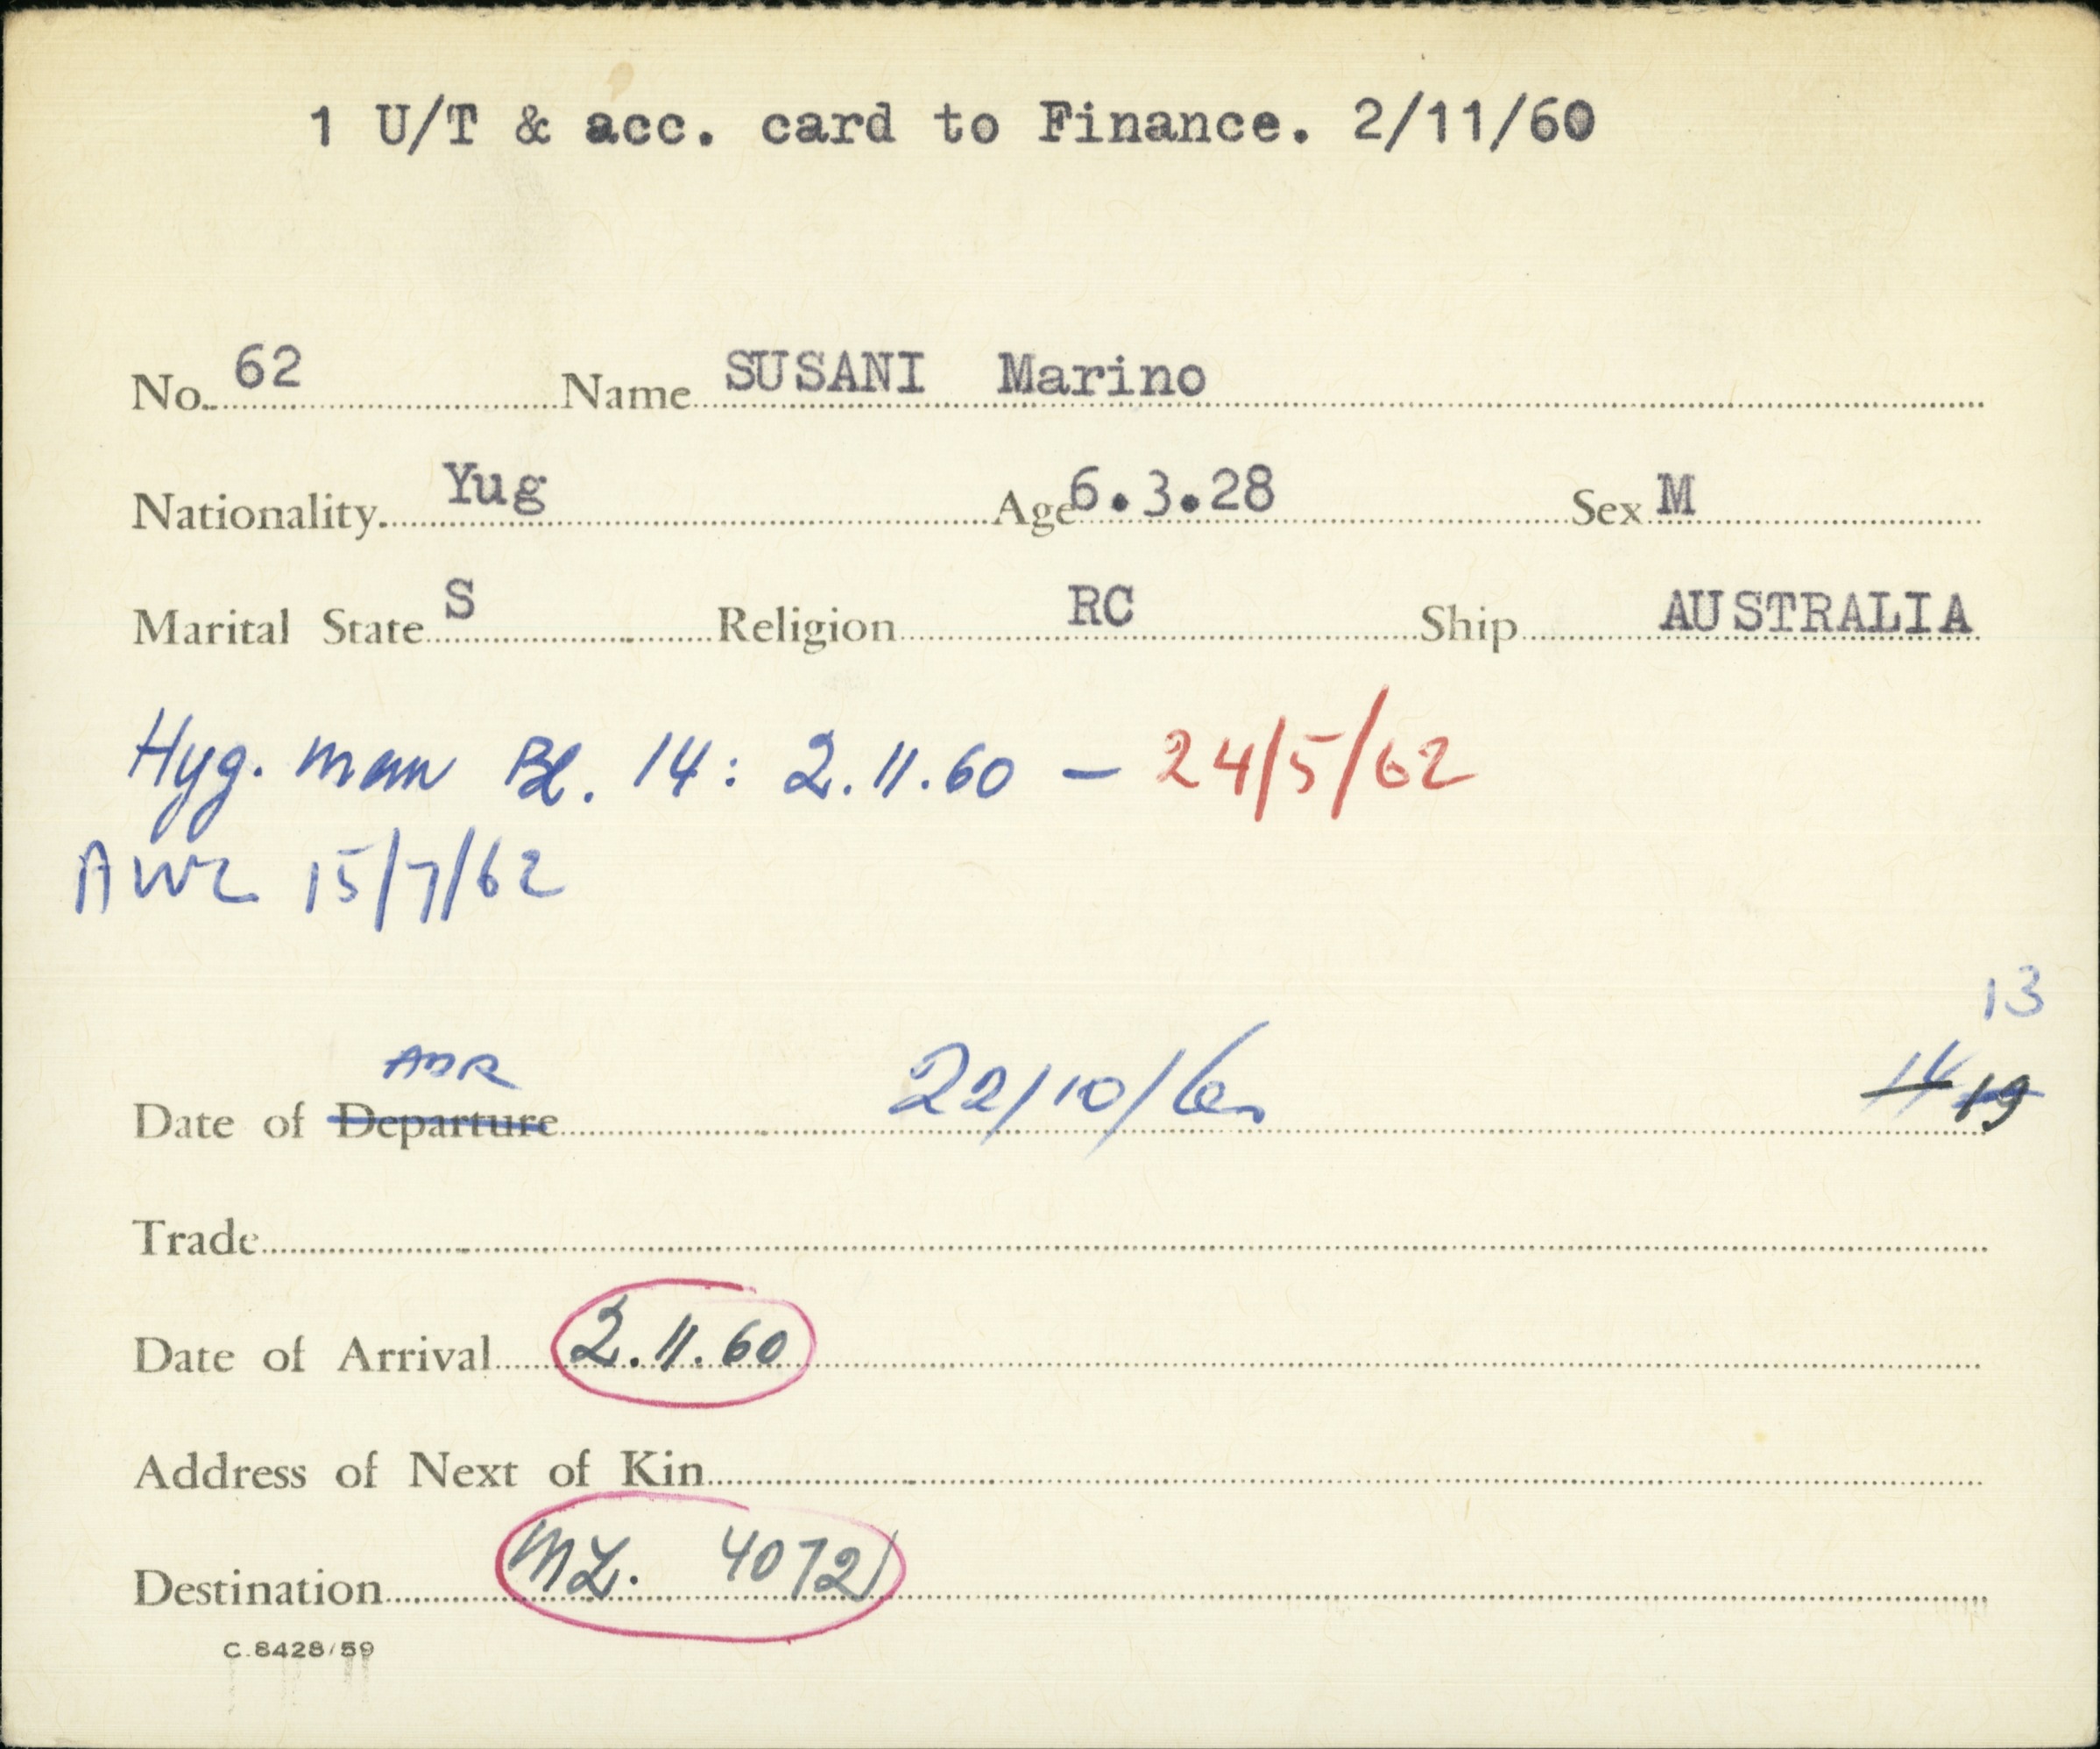 1 U/T & acc. card to Finance. 2/11/60
No. 62 Name SUSANI Marino
Nationality. Yug Age 6.3.28 Sex M
Marital State S Religion RC Ship AUSTRALIA
Hyg. man Bl. 14: 2.11.60 – 24/5/62
AWL 15/7/62
13
ADR
Date of Departure 22/10/60 14 19
Trade
Date of Arrival 2.11.60
Address of Next of Kin
Destination MZ. 4072
C.8428/59